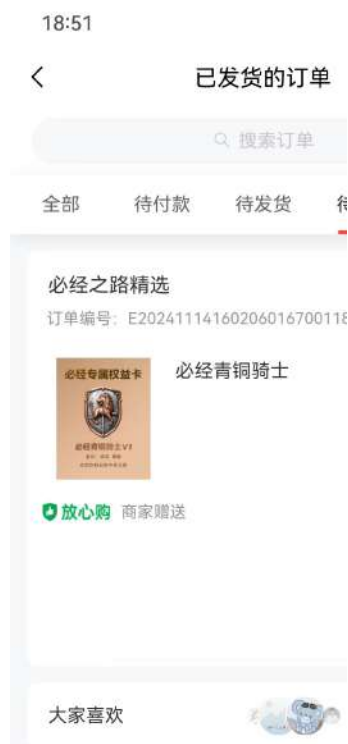 18:51
已发货的订单
搜索订单
全部 待付款 待发货 待
必经之路精选
订单编号: E20241114160206016700118
必经青铜骑士
必经专属权益卡
必经青铜骑士V1
放心购 商家赠送
大家喜欢